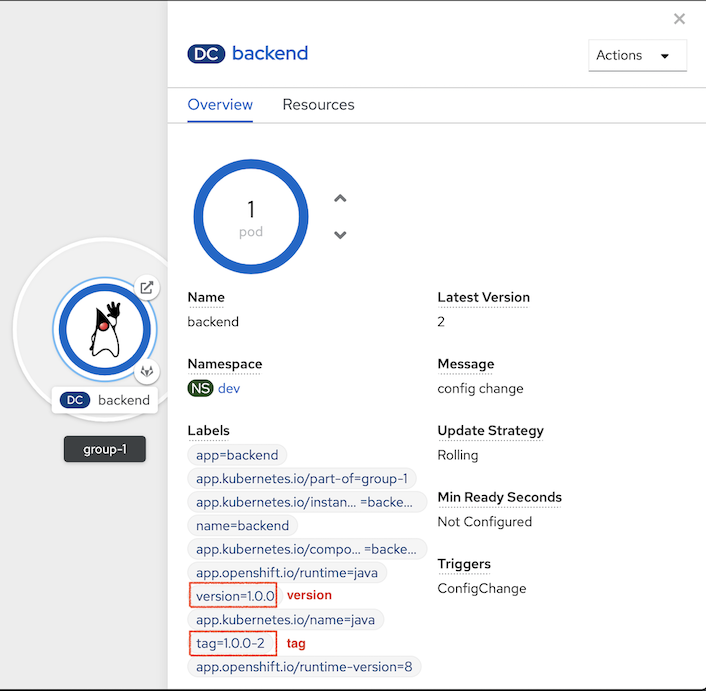 DC backend
Actions
Overview
Resources
1
pod
Name
backend
Latest Version
2
Namespace
NS dev
Message
config change
Labels
app=backend
app.kubernetes.io/part-of=group-1
app.kubernetes.io/instan... =backe...
name=backend
app.kubernetes.io/compo... =backe...
app.openshift.io/runtime=java
version=1.0.0 version
app.kubernetes.io/name=java
tag=1.0.0-2 tag
app.openshift.io/runtime-version=8
Update Strategy
Rolling
Min Ready Seconds
Not Configured
Triggers
ConfigChange
DC backend
group-1